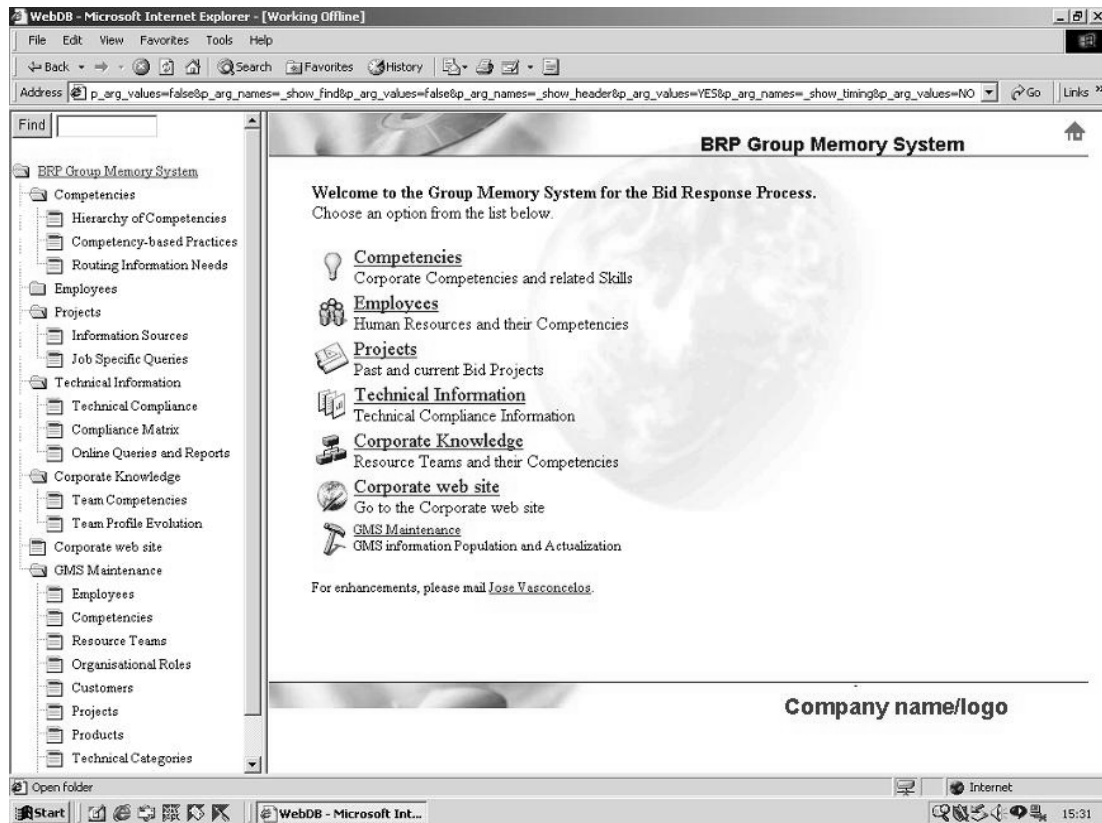 WebDB - Microsoft Internet Explorer - [Working Offline]
File Edit View Favorites Tools Help
Back Search Favorites History
Address p_arg_values=false&p_arg_names=_show_find&p_arg_values=false&p_arg_names=_show_header&p_arg_values=YES&p_arg_names=_show_timing&p_arg_values=NO Go Links »
Find
BRP Group Memory System
Competencies
Hierarchy of Competencies
Competency-based Practices
Routing Information Needs
Employees
Projects
Information Sources
Job Specific Queries
Technical Information
Technical Compliance
Compliance Matrix
Online Queries and Reports
Corporate Knowledge
Team Competencies
Team Profile Evolution
Corporate web site
GMS Maintenance
Employees
Competencies
Resource Teams
Organisational Roles
Customers
Projects
Products
Technical Categories
BRP Group Memory System
Welcome to the Group Memory System for the Bid Response Process.
Choose an option from the list below.
Competencies
Corporate Competencies and related Skills
Employees
Human Resources and their Competencies
Projects
Past and current Bid Projects
Technical Information
Technical Compliance Information
Corporate Knowledge
Resource Teams and their Competencies
Corporate web site
Go to the Corporate web site
GMS Maintenance
GMS information Population and Actualization
For enhancements, please mail Jose Vasconcelos.
Company name/logo
Open folder Internet
Start WebDB - Microsoft Int... 15:31